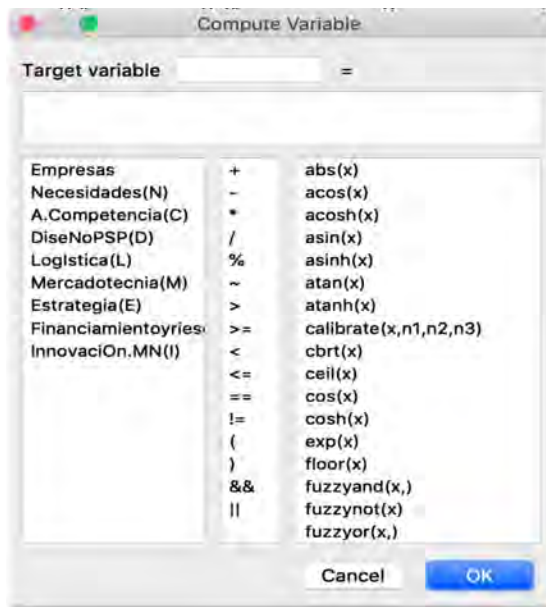 Compute Variable
Target variable =
Empresas
Necesidades(N)
A.Competencia(C)
DiseNoPSP(D)
LogIstica(L)
Mercadotecnia(M)
Estrategia(E)
Financiamientoyries
InnovaciOn.MN(I)
+
-
*
/
%
~
>
>=
<
<=
==
!=
(
)
&&
||
abs(x)
acos(x)
acosh(x)
asin(x)
asinh(x)
atan(x)
atanh(x)
calibrate(x,n1,n2,n3)
cbrt(x)
ceil(x)
cos(x)
cosh(x)
exp(x)
floor(x)
fuzzyand(x,)
fuzzynot(x)
fuzzyor(x,)
Cancel OK